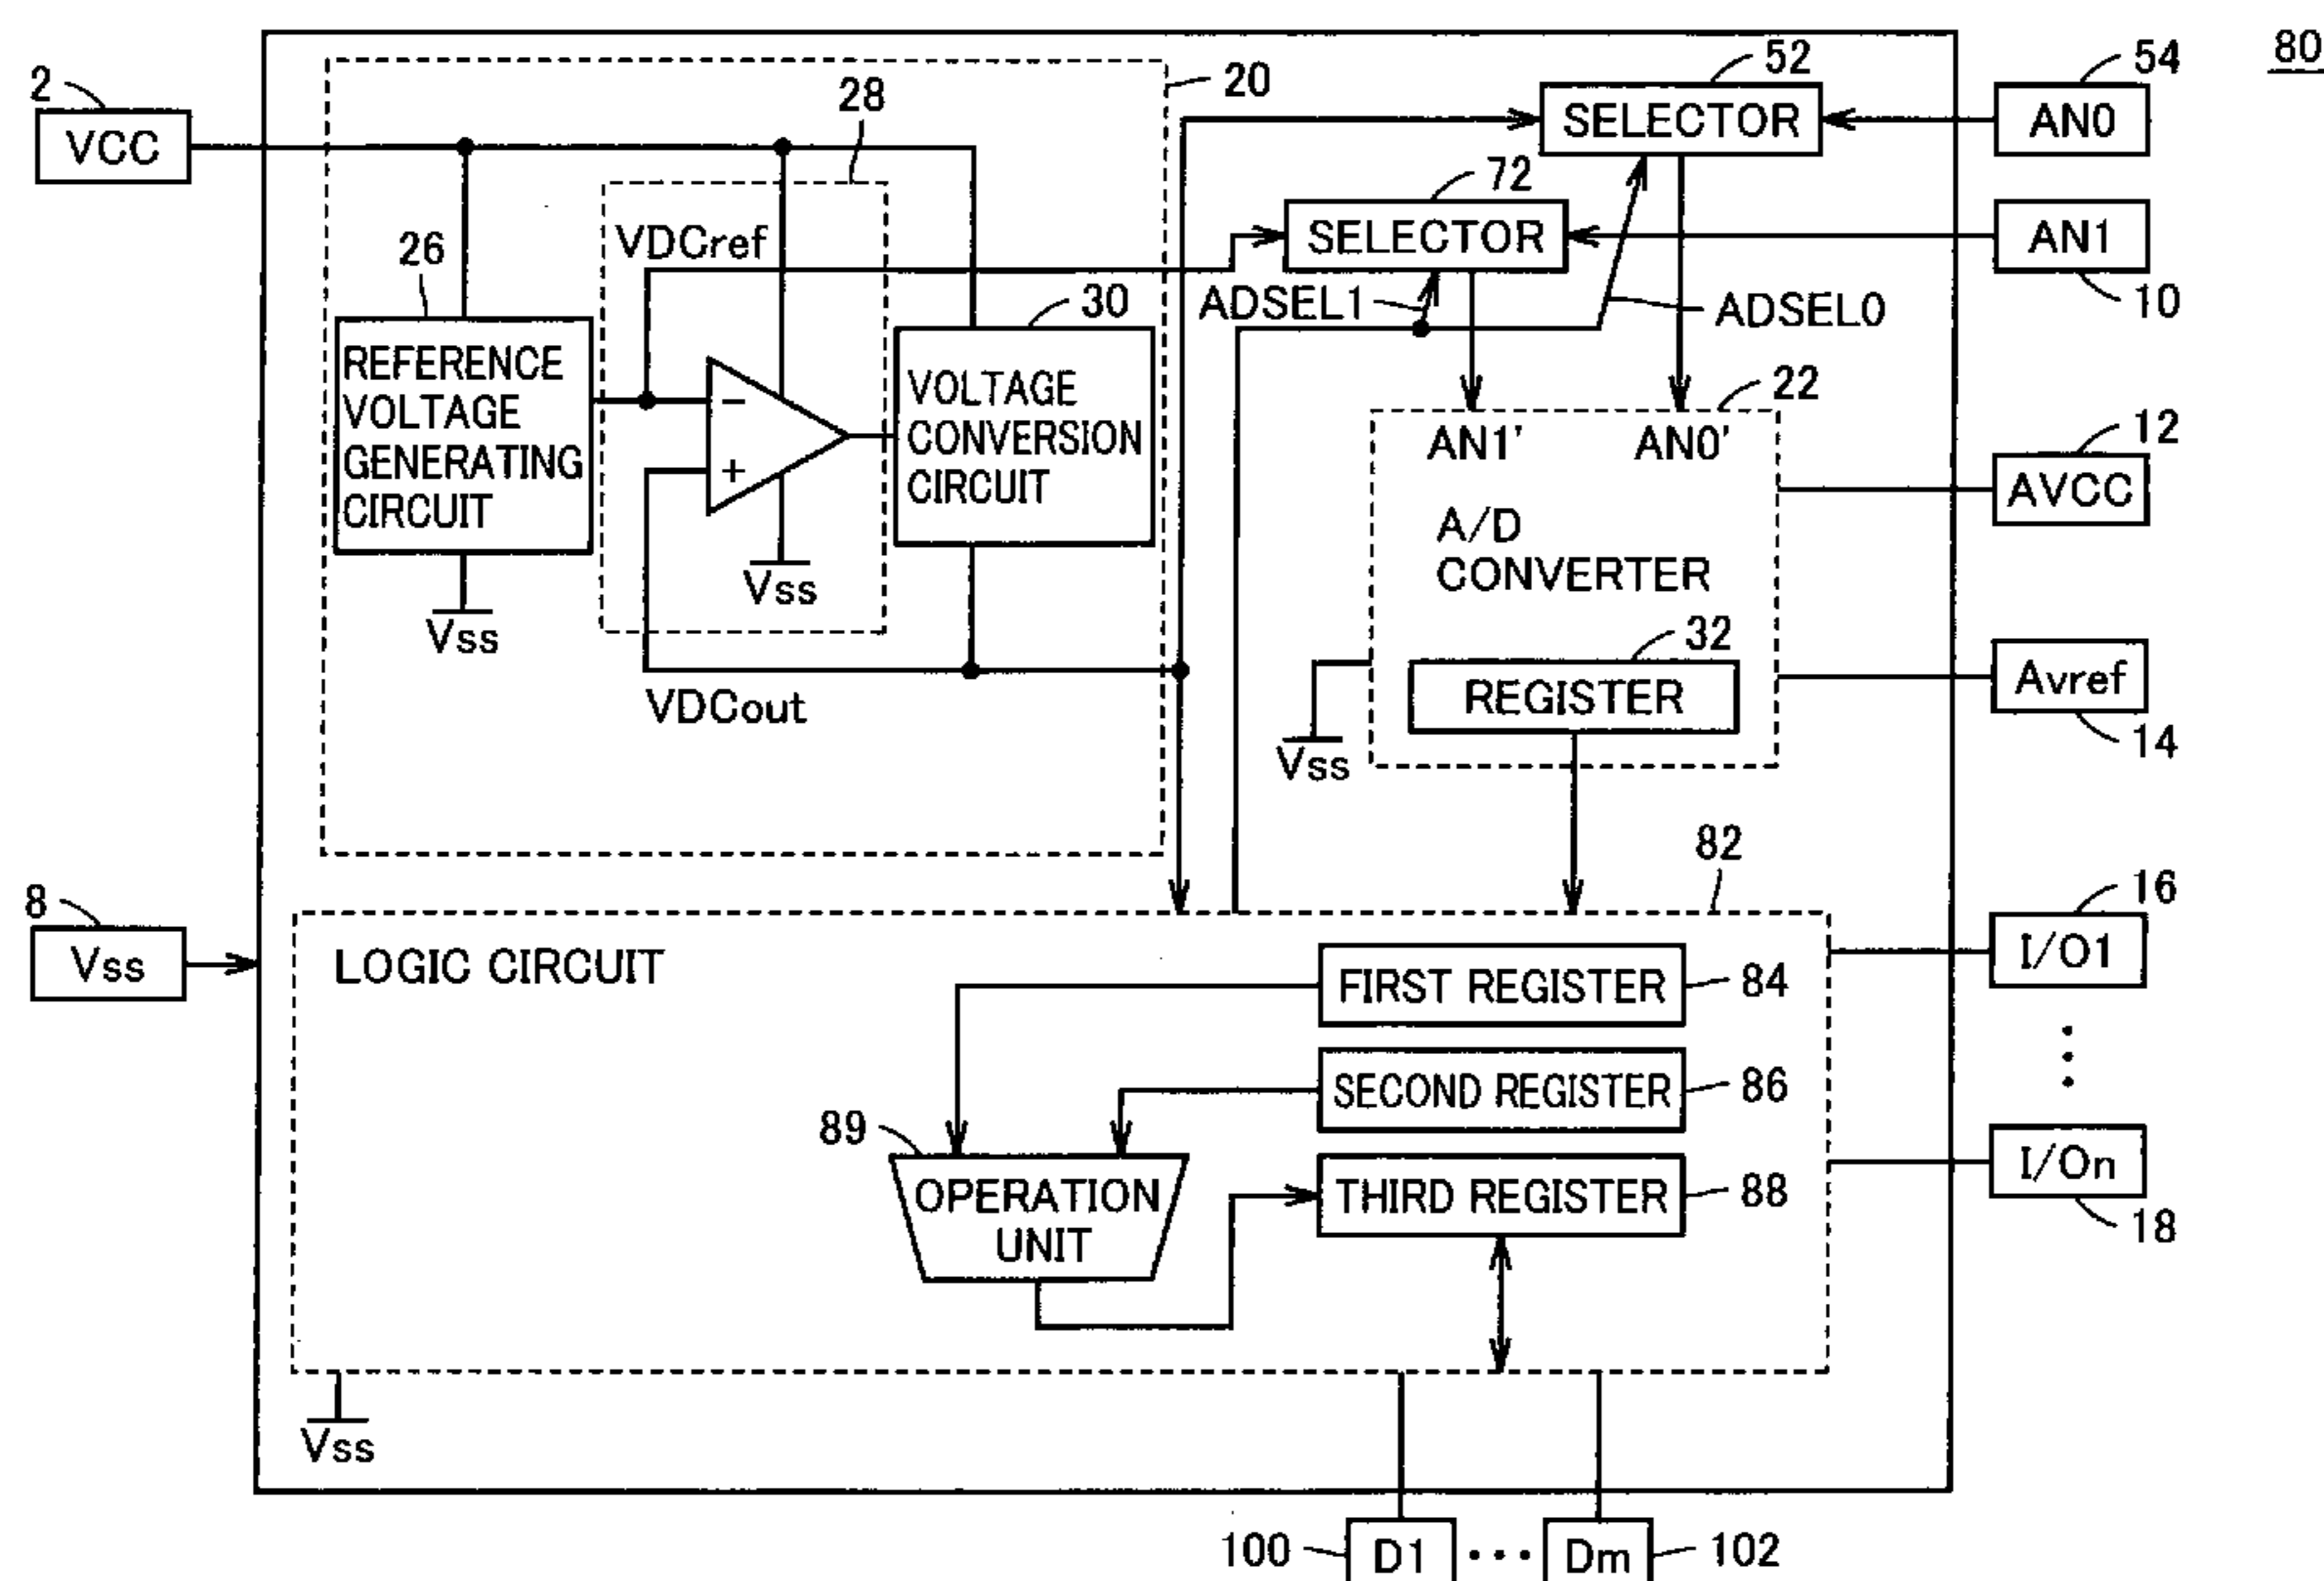 80
2
VCC
20
28
26
VDCref
REFERENCE
VOLTAGE
GENERATING
CIRCUIT
Vss
−
+
Vss
30
VOLTAGE
CONVERSION
CIRCUIT
VDCout
52
SELECTOR
54
AN0
72
SELECTOR
AN1
10
ADSEL1
ADSEL0
22
AN1' AN0'
A/D
CONVERTER
32
REGISTER
Vss
12
AVCC
Avref
14
8
Vss
82
LOGIC CIRCUIT
FIRST REGISTER 84
SECOND REGISTER 86
89
OPERATION
UNIT
THIRD REGISTER 88
16
I/O1
I/On
18
Vss
100 D1 ••• Dm 102